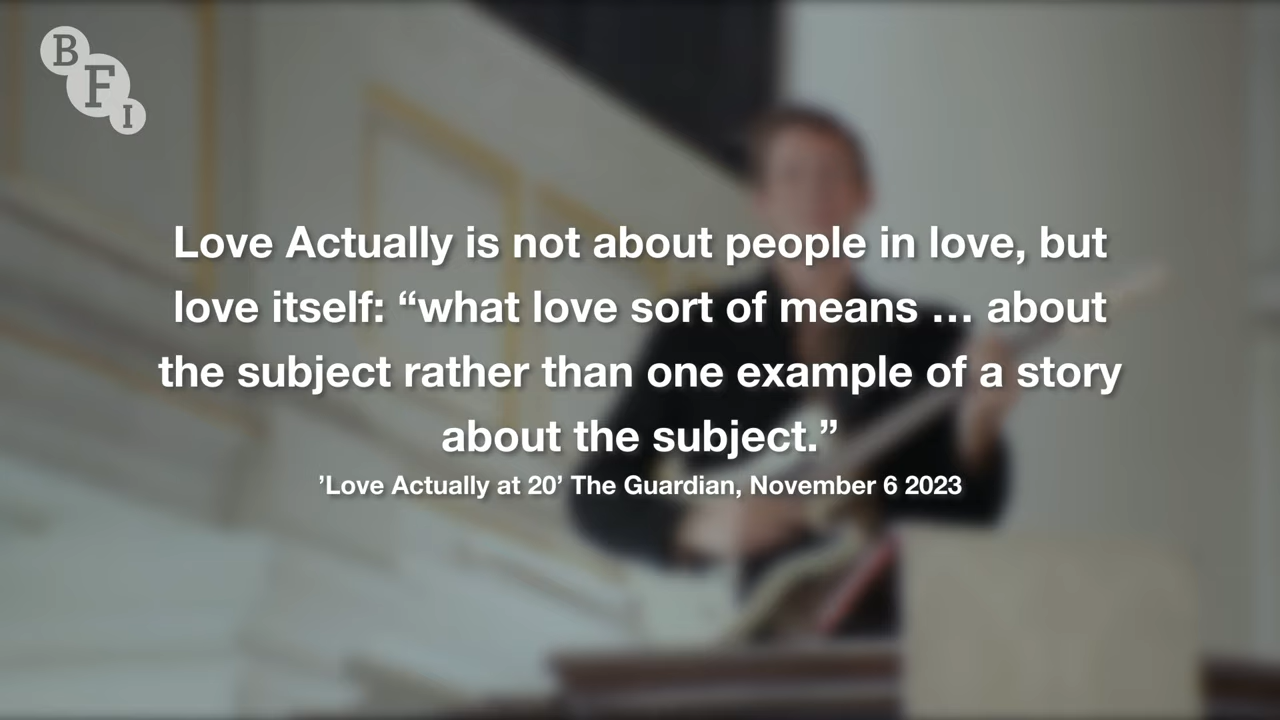 BFI
Love Actually is not about people in love, but
love itself: “what love sort of means … about
the subject rather than one example of a story
about the subject.”
’Love Actually at 20’ The Guardian, November 6 2023